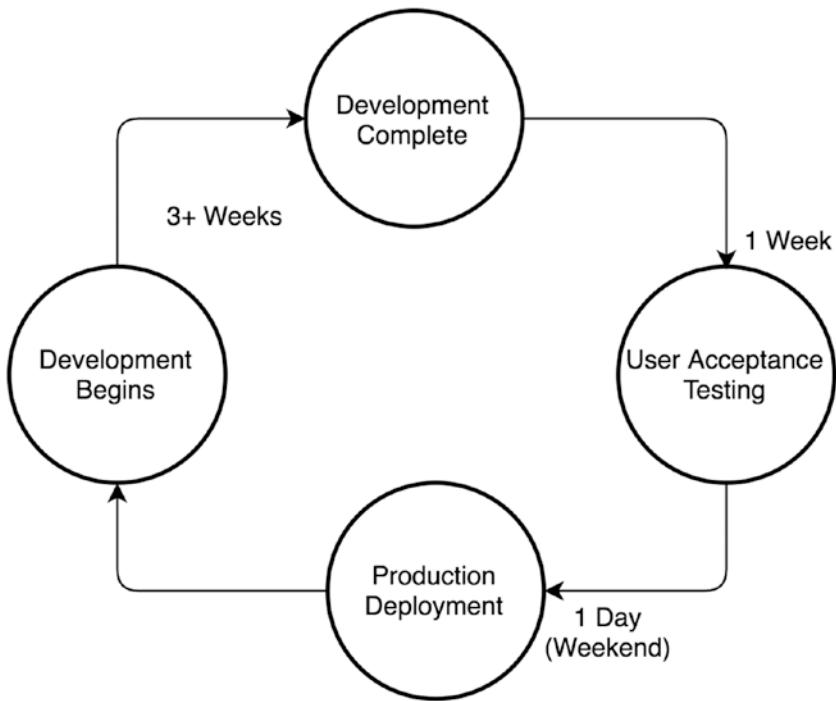 Development
Complete
3+ Weeks
1 Week
Development
Begins
User Acceptance
Testing
Production
Deployment
1 Day
(Weekend)